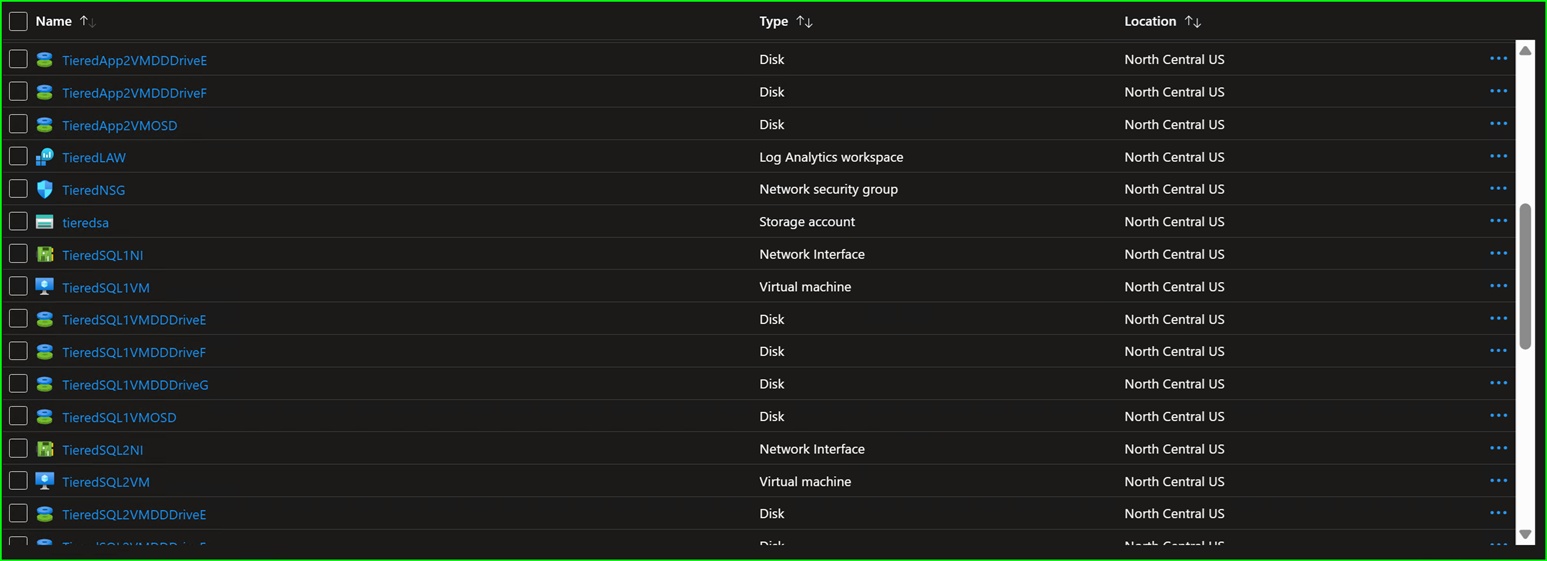 Name ↑↓ Type ↑↓ Location ↑↓
TieredApp2VMDDDriveE Disk North Central US ...
TieredApp2VMDDDriveF Disk North Central US ...
TieredApp2VMOSD Disk North Central US ...
TieredLAW Log Analytics workspace North Central US ...
TieredNSG Network security group North Central US ...
tieredsa Storage account North Central US ...
TieredSQL1NI Network Interface North Central US ...
TieredSQL1VM Virtual machine North Central US ...
TieredSQL1VMDDDriveE Disk North Central US ...
TieredSQL1VMDDDriveF Disk North Central US ...
TieredSQL1VMDDDriveG Disk North Central US ...
TieredSQL1VMOSD Disk North Central US ...
TieredSQL2NI Network Interface North Central US ...
TieredSQL2VM Virtual machine North Central US ...
TieredSQL2VMDDDriveE Disk North Central US ...
Disk North Central US ...